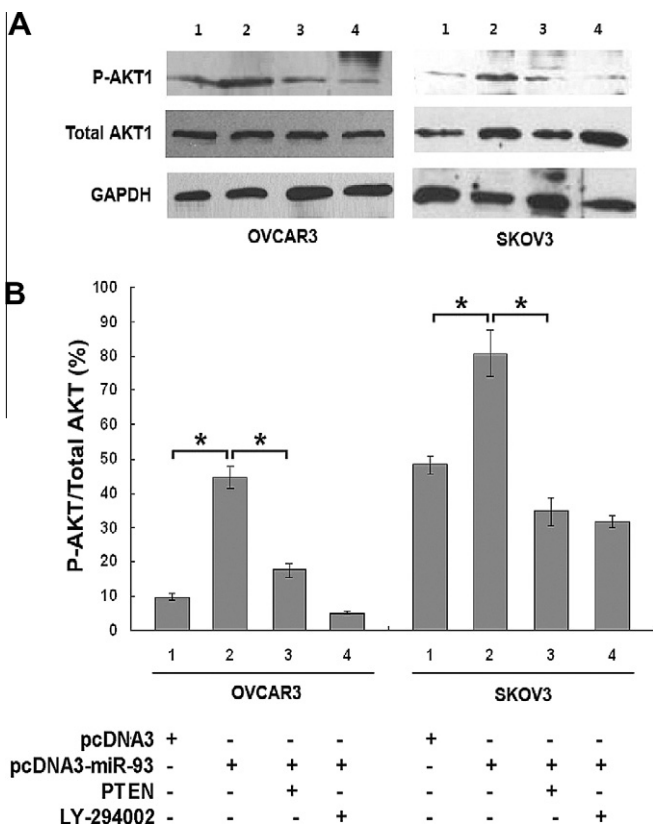 A
1 2 3 4 1 2 3 4
P-AKT1
Total AKT1
GAPDH
OVCAR3 SKOV3
B
P-AKT/Total AKT (%)
100
90
80
70
60
50
40
30
20
10
0
* * * *
1 2 3 4 1 2 3 4
OVCAR3 SKOV3
pcDNA3 + - - - + - - -
pcDNA3-miR-93 - + + + - + + +
PTEN - - + - - - + -
LY-294002 - - - + - - - +